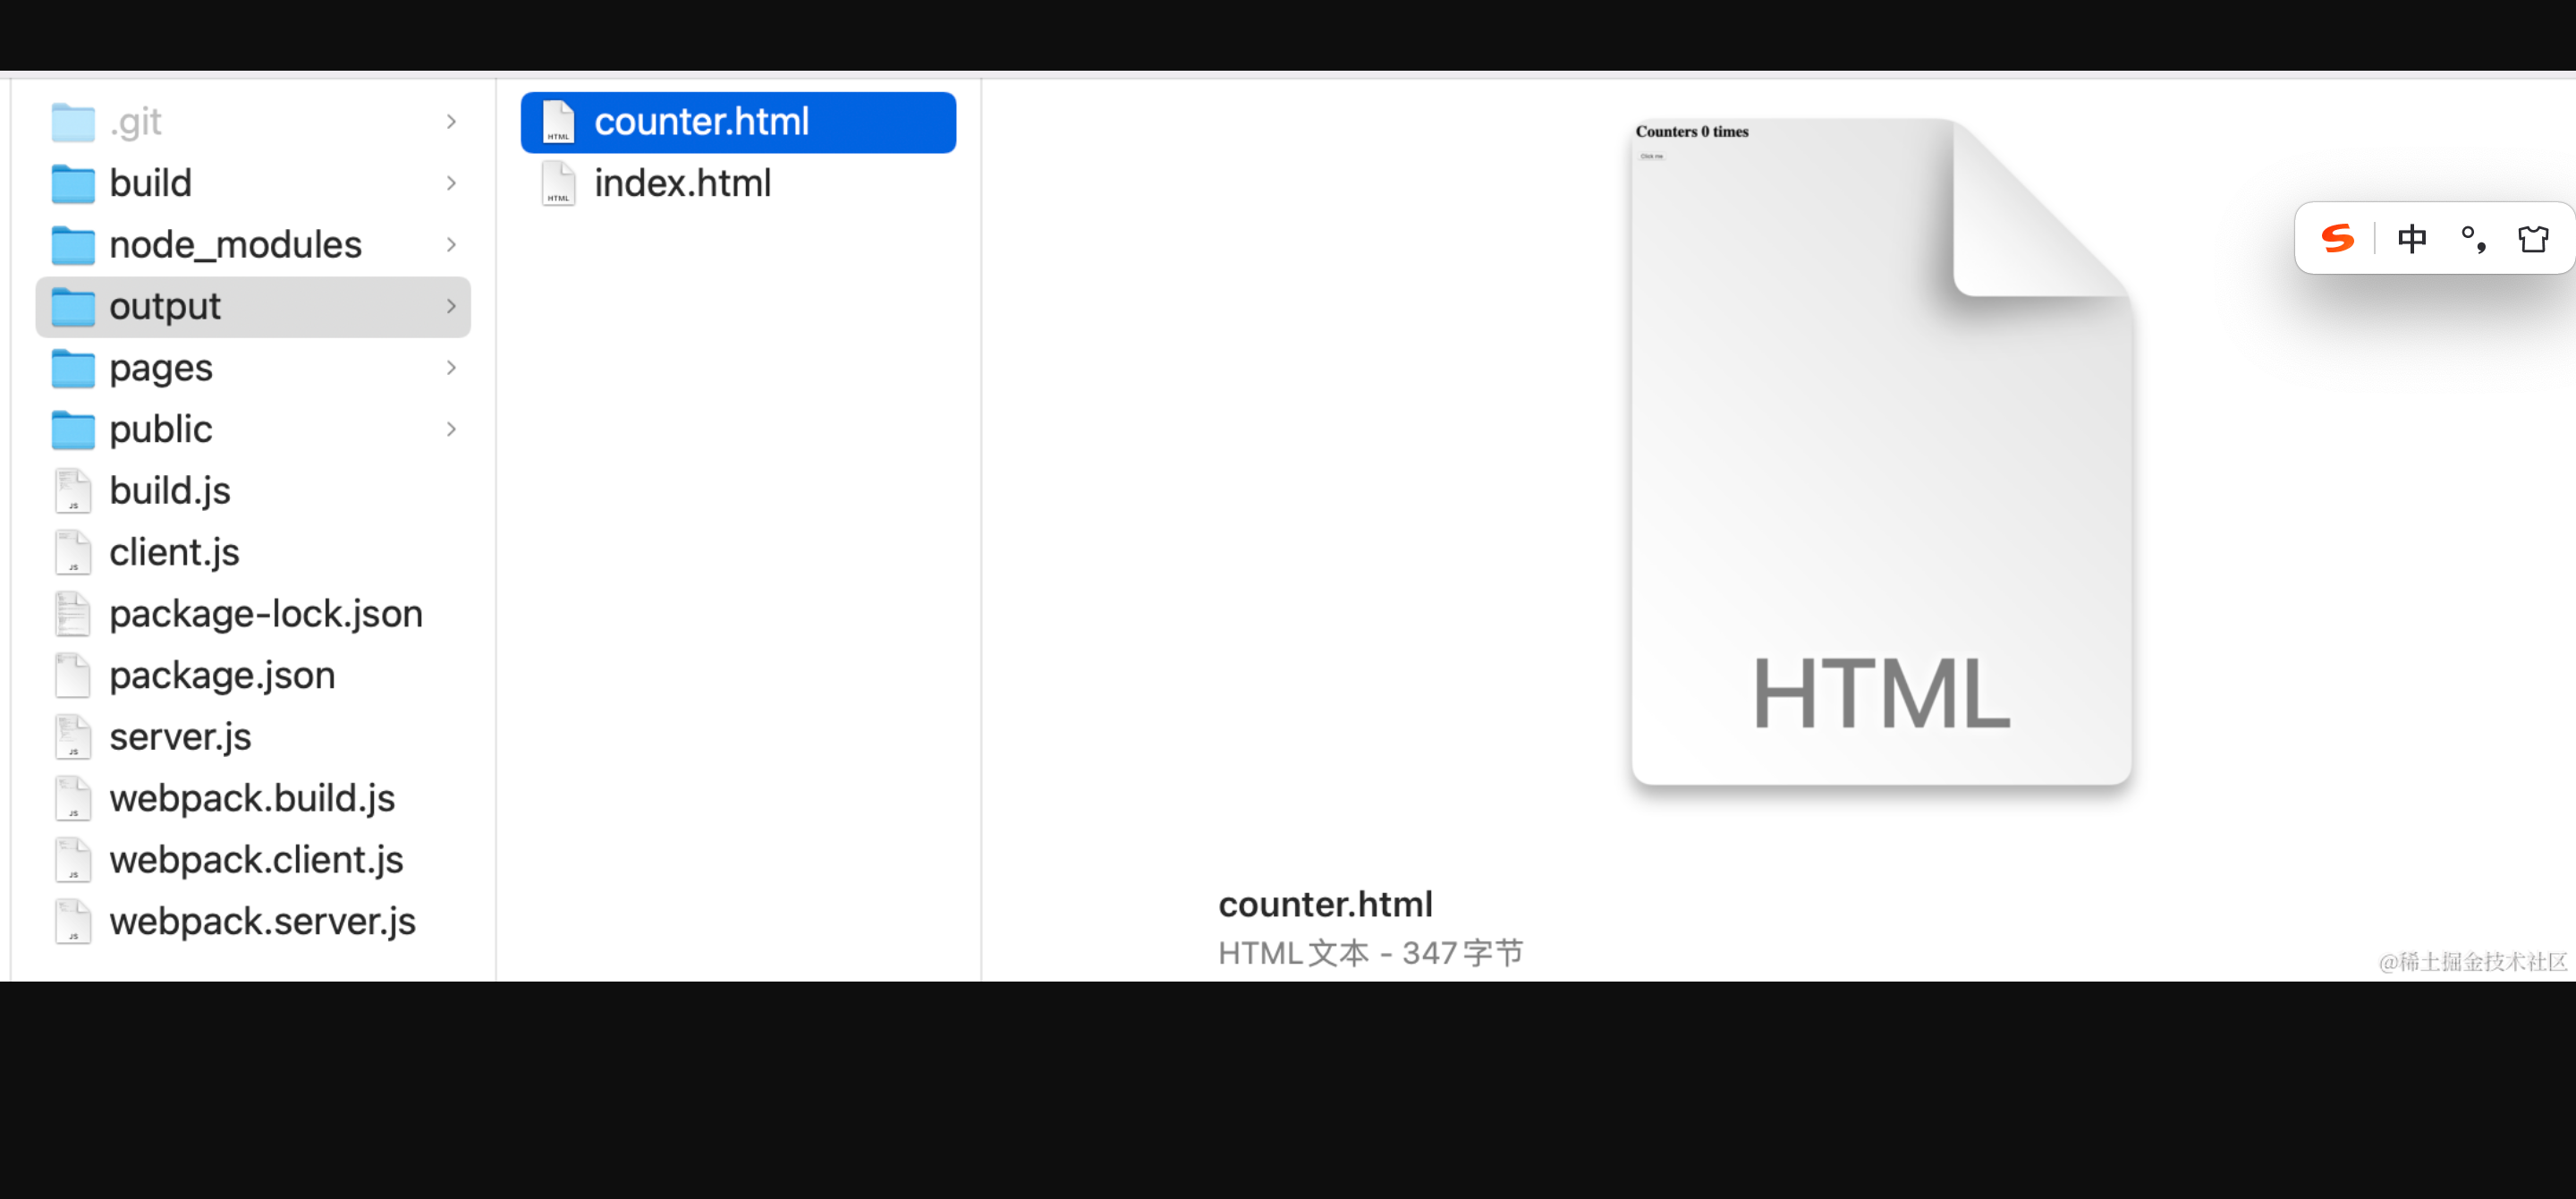 .git
build
node_modules
output
pages
public
build.js
client.js
package-lock.json
package.json
server.js
webpack.build.js
webpack.client.js
webpack.server.js
counter.html
index.html
Counters 0 times
Click me
HTML
counter.html
HTML文本 - 347字节
中
@稀土掘金技术社区